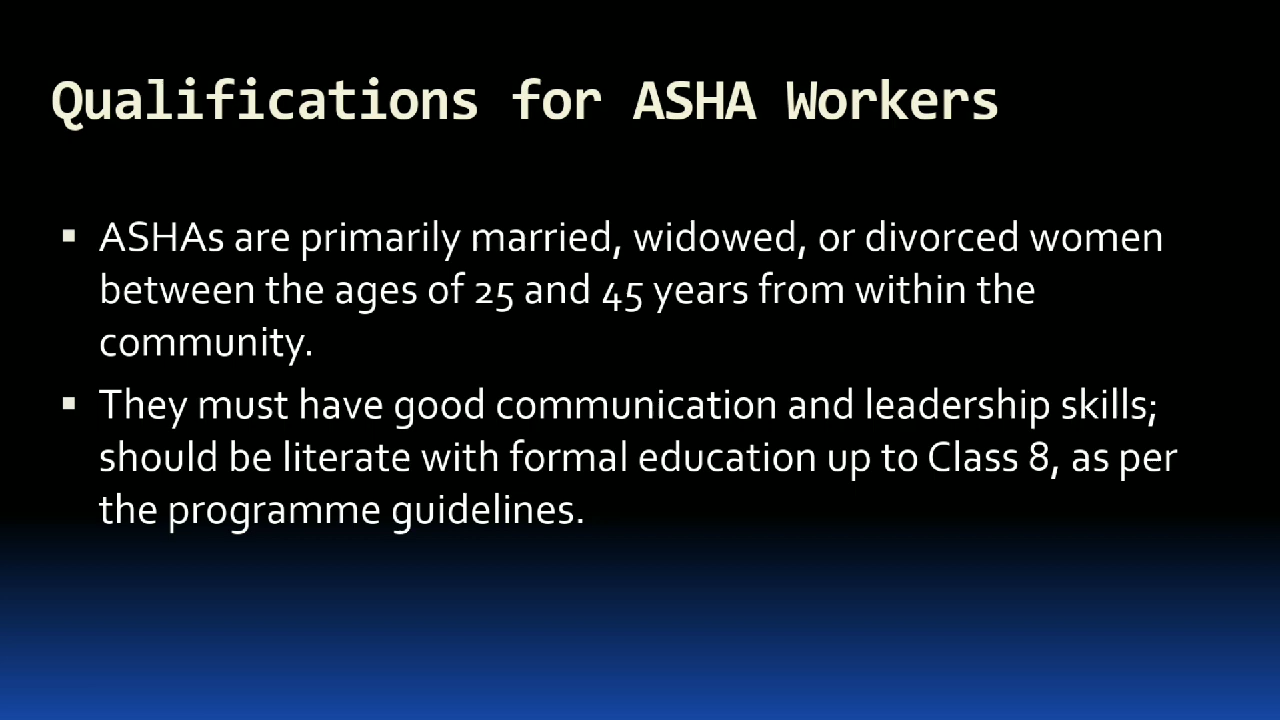 Qualifications for ASHA Workers
▪ ASHAs are primarily married, widowed, or divorced women
between the ages of 25 and 45 years from within the
community.
▪ They must have good communication and leadership skills;
should be literate with formal education up to Class 8, as per
the programme guidelines.